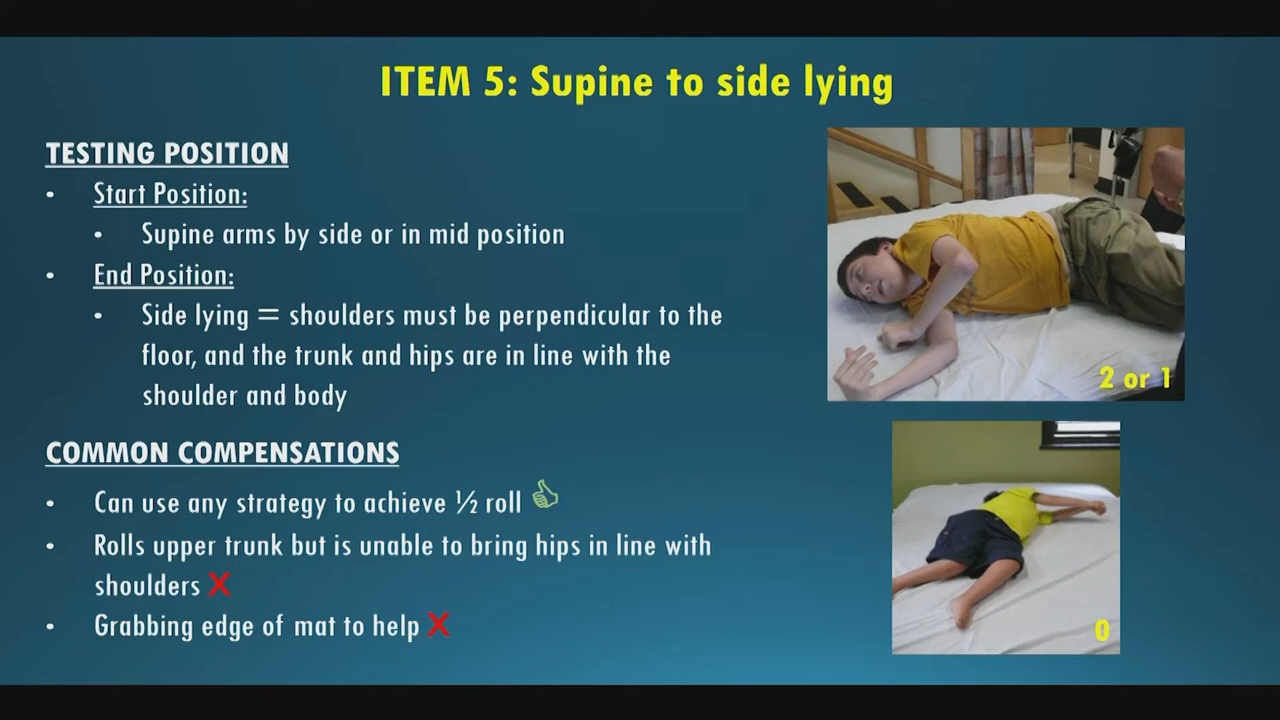 ITEM 5: Supine to side lying
TESTING POSITION
• Start Position:
• Supine arms by side or in mid position
• End Position:
• Side lying = shoulders must be perpendicular to the
floor, and the trunk and hips are in line with the
shoulder and body
COMMON COMPENSATIONS
• Can use any strategy to achieve ½ roll
• Rolls upper trunk but is unable to bring hips in line with
shoulders X
• Grabbing edge of mat to help X
2 or 1
0